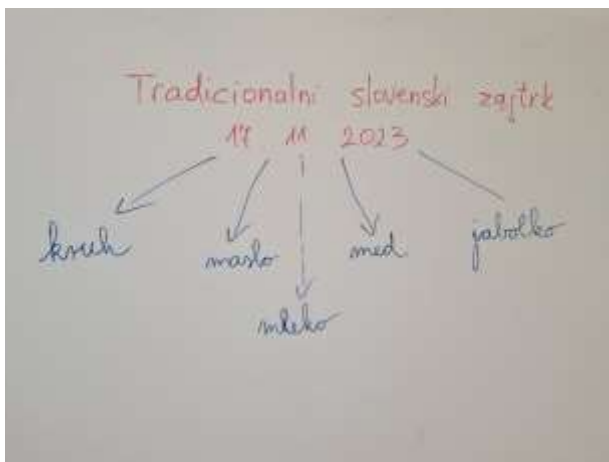 Tradicionalni slovenski zajtrk
17 11 2023
kruh
maslo
med
jabolko
mleko